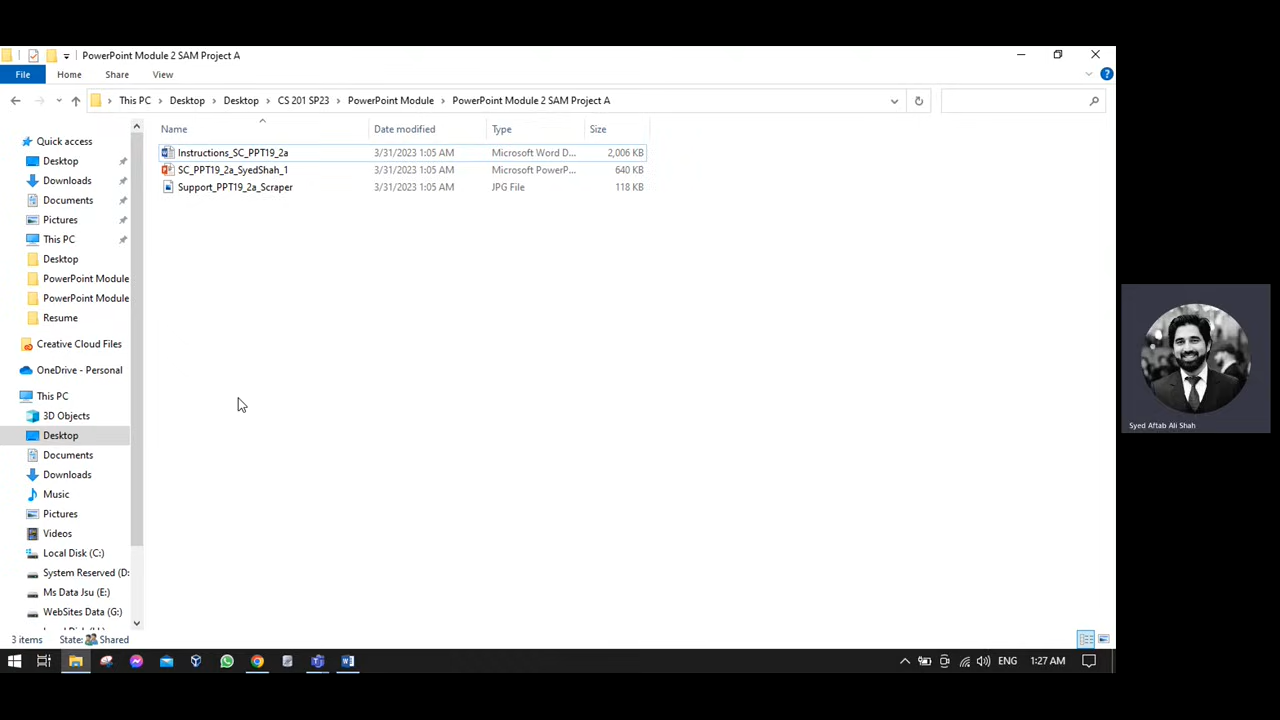 PowerPoint Module 2 SAM Project A
File Home Share View
This PC Desktop Desktop CS 201 SP23 PowerPoint Module PowerPoint Module 2 SAM Project A
Name Date modified Type Size
Instructions_SC_PPT19_2a 3/31/2023 1:05 AM Microsoft Word D... 2,006 KB
SC_PPT19_2a_SyedShah_1 3/31/2023 1:05 AM Microsoft PowerP... 640 KB
Support_PPT19_2a_Scraper 3/31/2023 1:05 AM JPG File 118 KB
Quick access
Desktop
Downloads
Documents
Pictures
This PC
Desktop
PowerPoint Module
PowerPoint Module
Resume
Creative Cloud Files
OneDrive - Personal
This PC
3D Objects
Desktop
Documents
Downloads
Music
Pictures
Videos
Local Disk (C:)
System Reserved (D:
Ms Data Jsu (E:)
WebSites Data (G:)
3 items State: Shared
ENG 1:27 AM
Syed Aftab Ali Shah